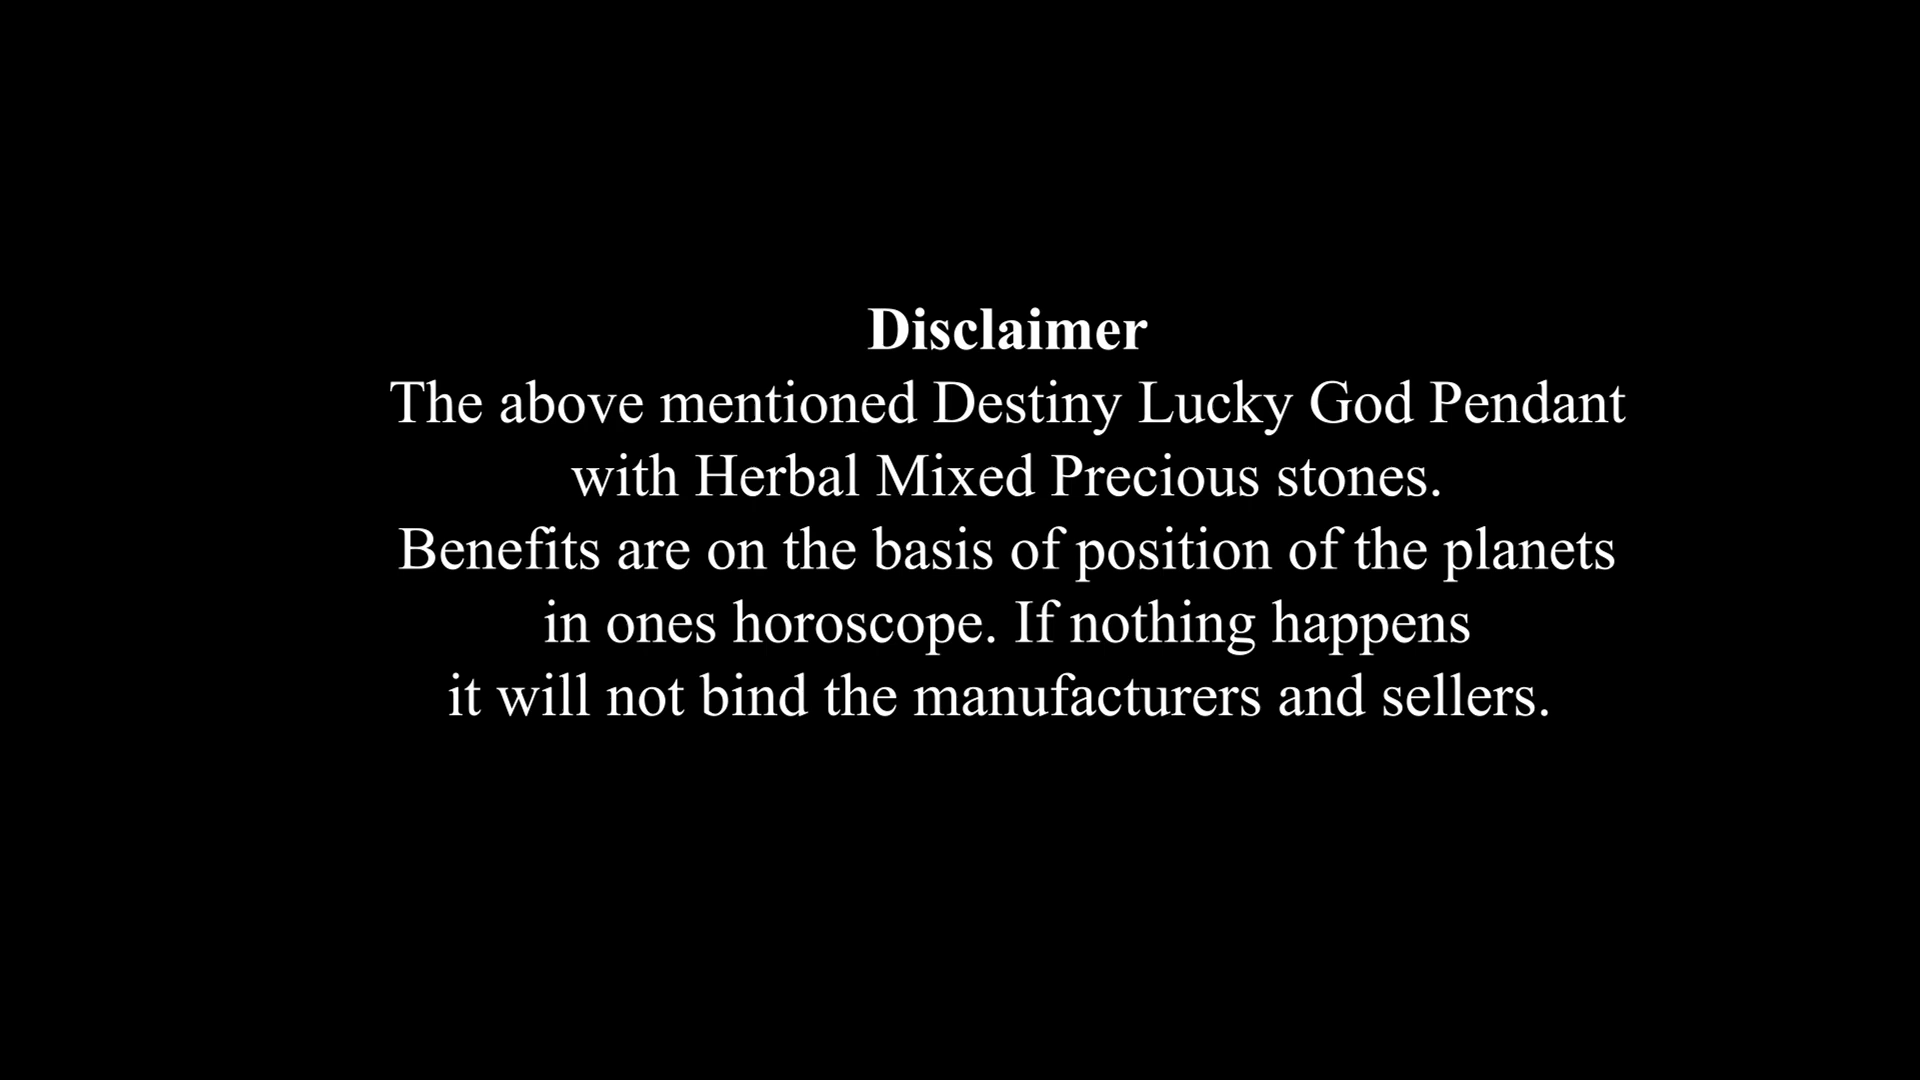 Disclaimer
The above mentioned Destiny Lucky God Pendant
with Herbal Mixed Precious stones.
Benefits are on the basis of position of the planets
in ones horoscope. If nothing happens
it will not bind the manufacturers and sellers.